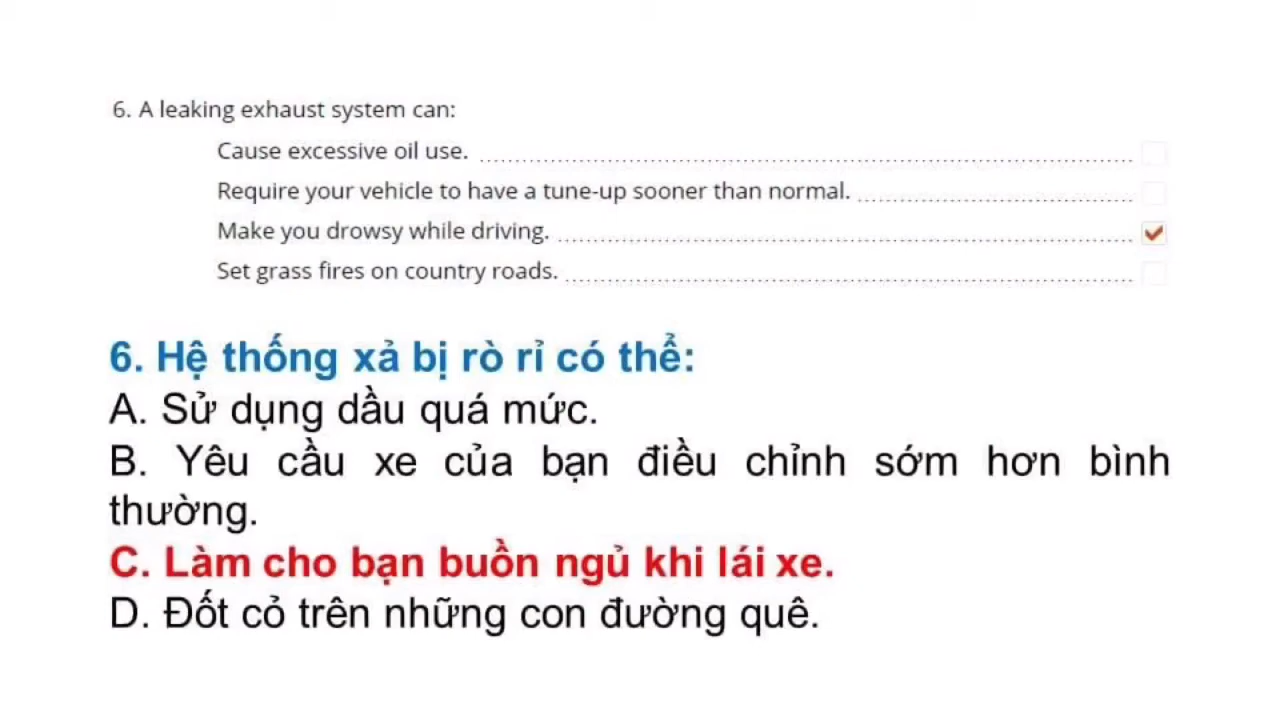 6. A leaking exhaust system can:
Cause excessive oil use.
Require your vehicle to have a tune-up sooner than normal.
Make you drowsy while driving.
Set grass fires on country roads.
6. Hệ thống xả bị rò rỉ có thể:
A. Sử dụng dầu quá mức.
B. Yêu cầu xe của bạn điều chỉnh sớm hơn bình
thường.
C. Làm cho bạn buồn ngủ khi lái xe.
D. Đốt cỏ trên những con đường quê.